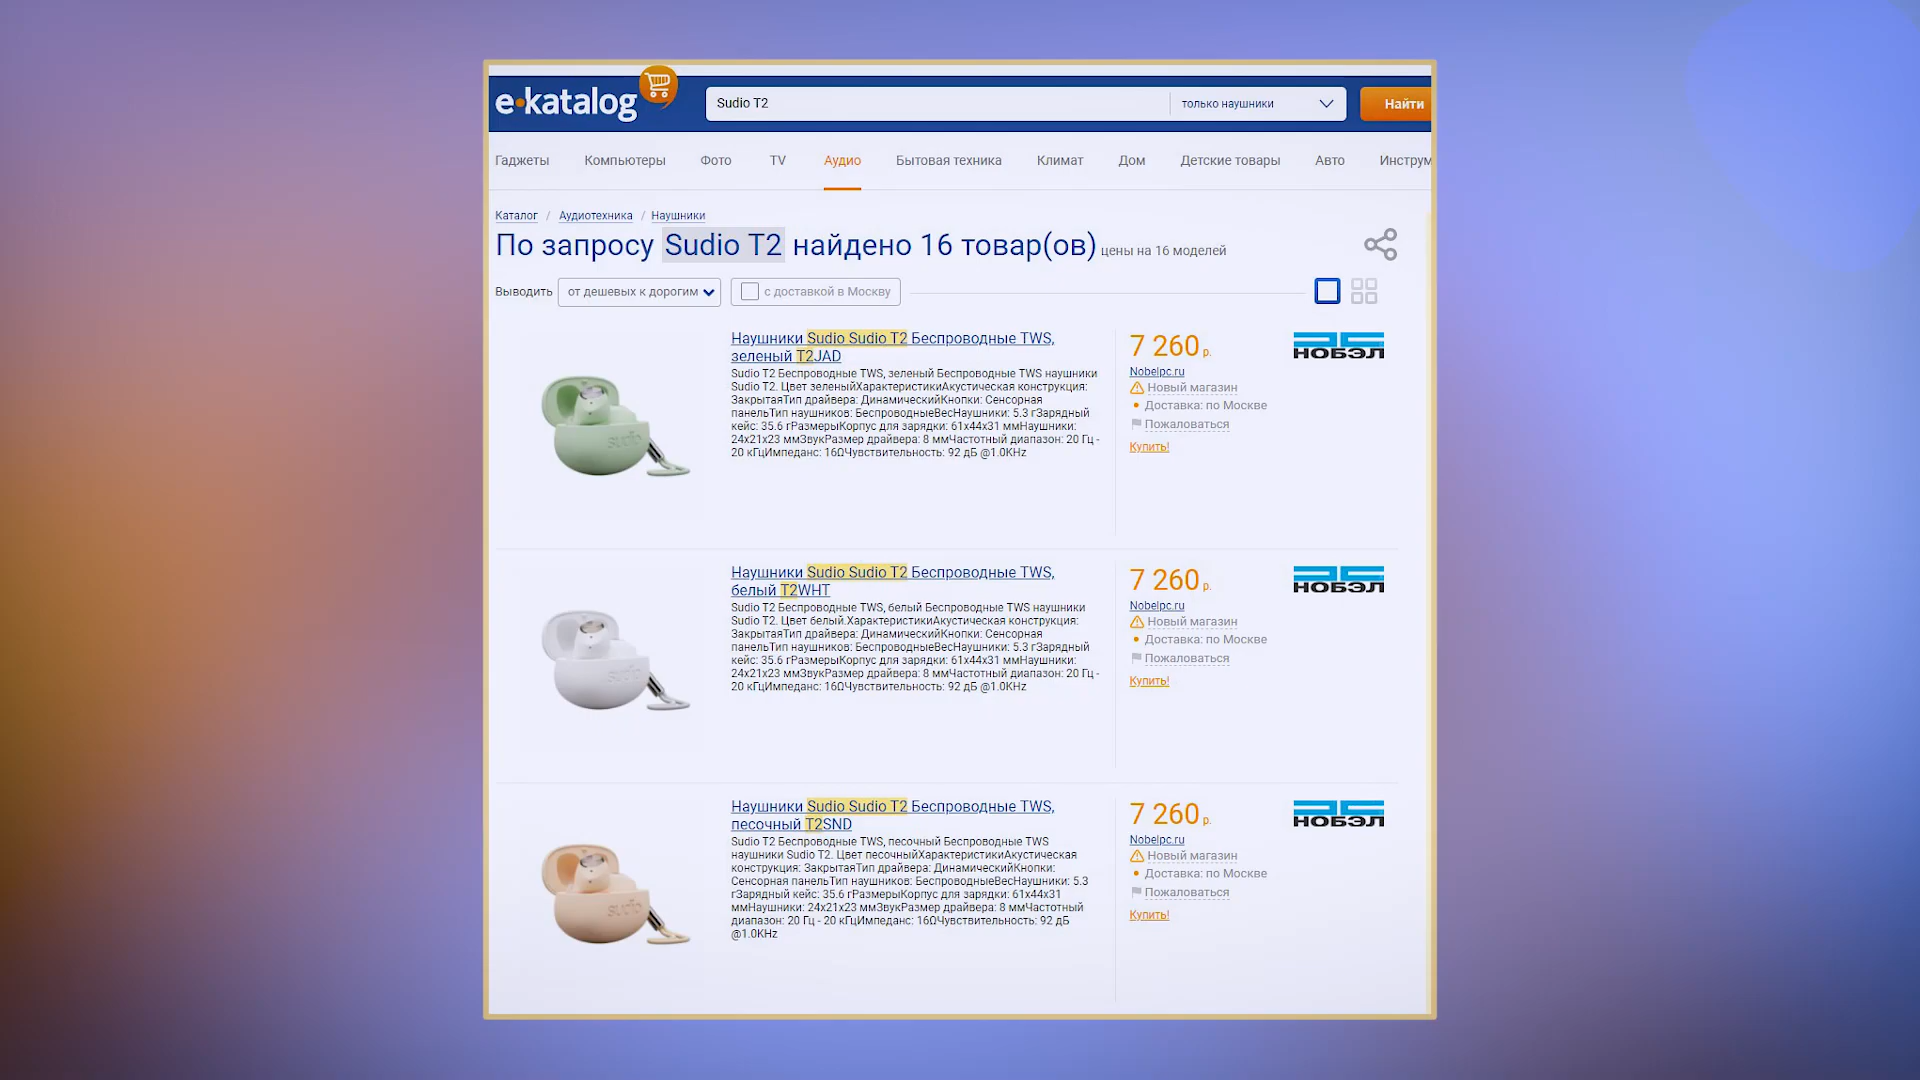 e·katalog
Sudio T2
только наушники
Найти
Гаджеты Компьютеры Фото TV Аудио Бытовая техника Климат Дом Детские товары Авто Инструм
Каталог / Аудиотехника / Наушники
По запросу Sudio T2 найдено 16 товар(ов) цены на 16 моделей
Выводить от дешевых к дорогим с доставкой в Москву
Наушники Sudio Sudio T2 Беспроводные TWS,
зеленый T2JAD
Sudio T2 Беспроводные TWS, зеленый Беспроводные TWS наушники
Sudio T2. Цвет зеленыйХарактеристикиАкустическая конструкция:
ЗакрытаяТип драйвера: ДинамическийКнопки: Сенсорная
панельТип наушников: БеспроводныеВесНаушники: 5.3 гЗарядный
кейс: 35.6 гРазмерыКорпус для зарядки: 61x44x31 ммНаушники:
24x21x23 ммЗвукРазмер драйвера: 8 ммЧастотный диапазон: 20 Гц -
20 кГцИмпеданс: 16ΩЧувствительность: 92 дБ @1.0KHz
7 260 р.
Nobelpc.ru
Новый магазин
Доставка: по Москве
Пожаловаться
Купить!
НОБЭЛ
sudio
Наушники Sudio Sudio T2 Беспроводные TWS,
белый T2WHT
Sudio T2 Беспроводные TWS, белый Беспроводные TWS наушники
Sudio T2. Цвет белый.ХарактеристикиАкустическая конструкция:
ЗакрытаяТип драйвера: ДинамическийКнопки: Сенсорная
панельТип наушников: БеспроводныеВесНаушники: 5.3 гЗарядный
кейс: 35.6 гРазмерыКорпус для зарядки: 61x44x31 ммНаушники:
24x21x23 ммЗвукРазмер драйвера: 8 ммЧастотный диапазон: 20 Гц -
20 кГцИмпеданс: 16ΩЧувствительность: 92 дБ @1.0KHz
7 260 р.
Nobelpc.ru
Новый магазин
Доставка: по Москве
Пожаловаться
Купить!
НОБЭЛ
sudio
Наушники Sudio Sudio T2 Беспроводные TWS,
песочный T2SND
Sudio T2 Беспроводные TWS, песочный Беспроводные TWS
наушники Sudio T2. Цвет песочныйХарактеристикиАкустическая
конструкция: ЗакрытаяТип драйвера: ДинамическийКнопки:
Сенсорная панельТип наушников: БеспроводныеВесНаушники: 5.3
гЗарядный кейс: 35.6 гРазмерыКорпус для зарядки: 61x44x31
ммНаушники: 24x21x23 ммЗвукРазмер драйвера: 8 ммЧастотный
диапазон: 20 Гц - 20 кГцИмпеданс: 16ΩЧувствительность: 92 дБ
@1.0KHz
7 260 р.
Nobelpc.ru
Новый магазин
Доставка: по Москве
Пожаловаться
Купить!
НОБЭЛ
sudio